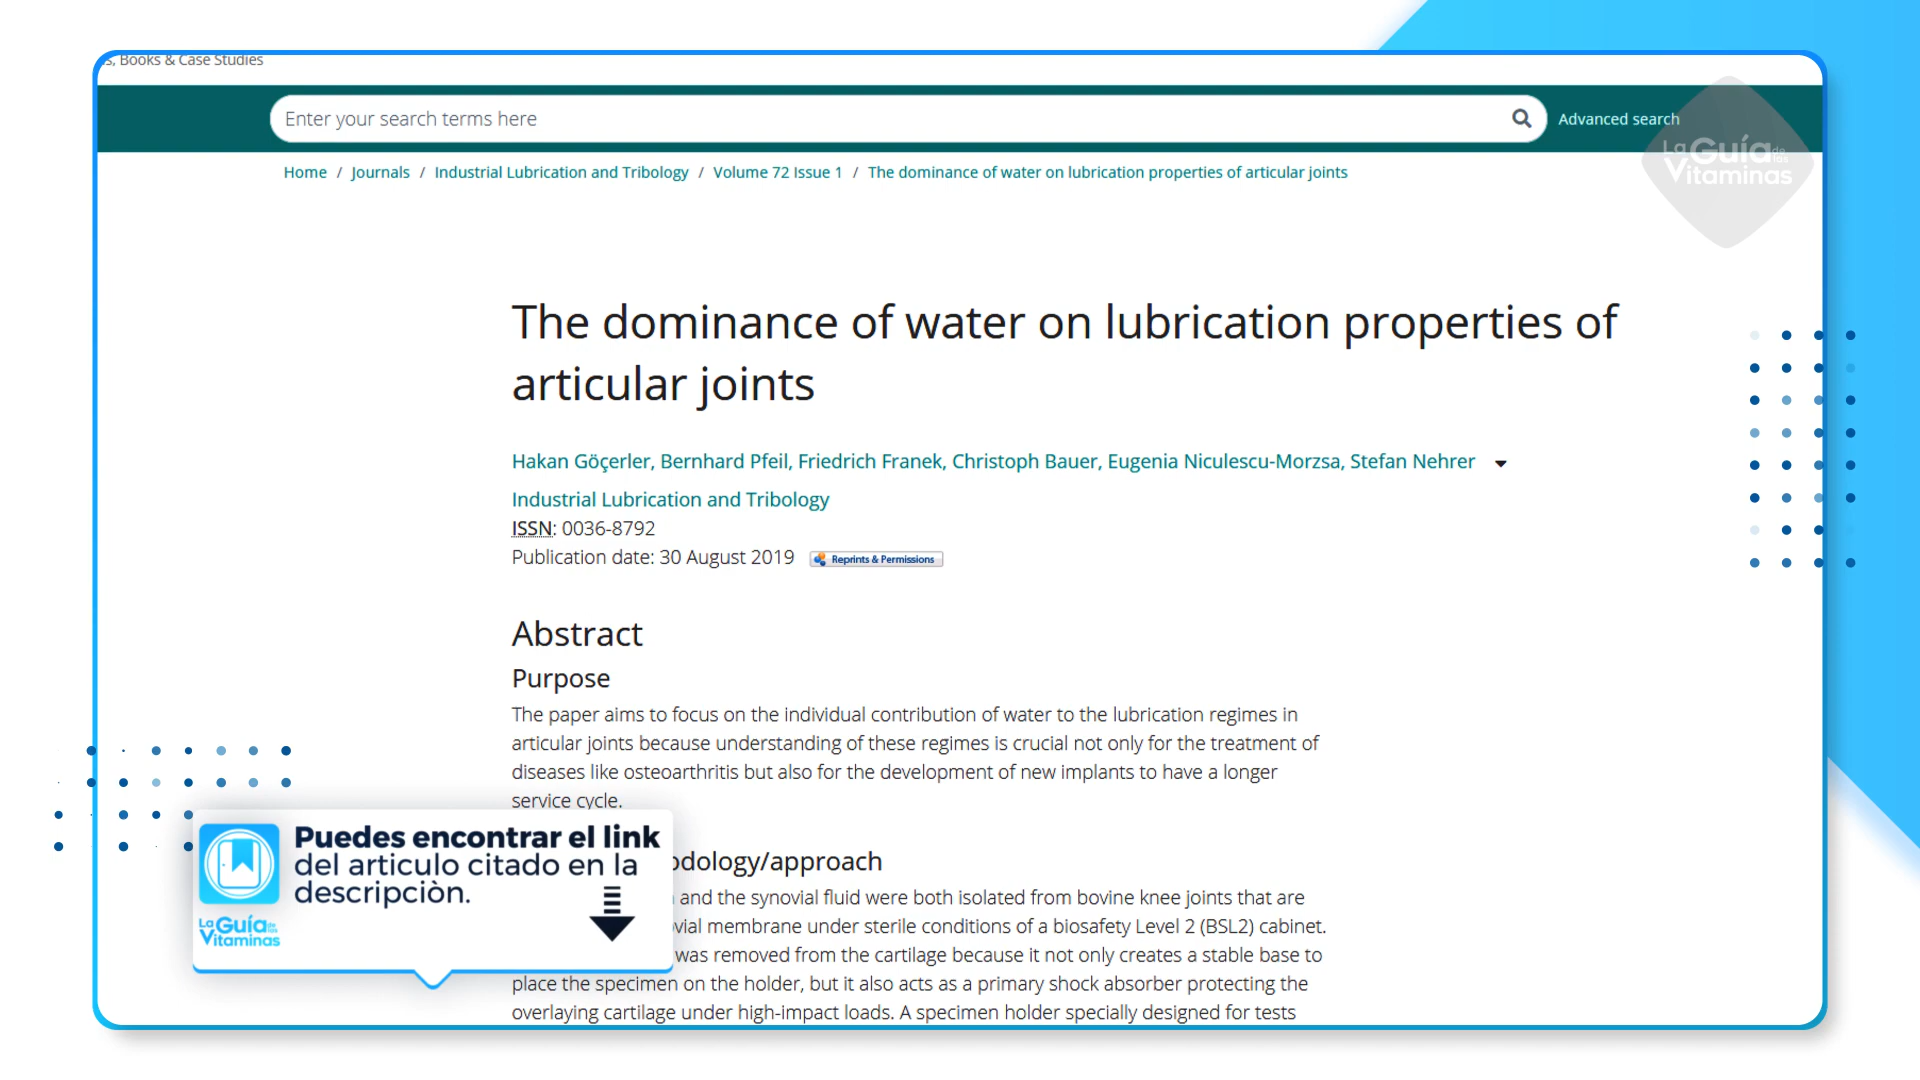 Books & Case Studies
Enter your search terms here
Advanced search
La Guía de las
Vitaminas
Home / Journals / Industrial Lubrication and Tribology / Volume 72 Issue 1 / The dominance of water on lubrication properties of articular joints
The dominance of water on lubrication properties of
articular joints
Hakan Göçerler, Bernhard Pfeil, Friedrich Franek, Christoph Bauer, Eugenia Niculescu-Morzsa, Stefan Nehrer
Industrial Lubrication and Tribology
ISSN: 0036-8792
Publication date: 30 August 2019 Reprints & Permissions
Abstract
Purpose
The paper aims to focus on the individual contribution of water to the lubrication regimes in
articular joints because understanding of these regimes is crucial not only for the treatment of
diseases like osteoarthritis but also for the development of new implants to have a longer
service cycle.
odology/approach
and the synovial fluid were both isolated from bovine knee joints that are
vial membrane under sterile conditions of a biosafety Level 2 (BSL2) cabinet.
was removed from the cartilage because it not only creates a stable base to
place the specimen on the holder, but it also acts as a primary shock absorber protecting the
overlaying cartilage under high-impact loads. A specimen holder specially designed for tests
Puedes encontrar el link
del articulo citado en la
descripciòn.
La Guía de las
Vitaminas